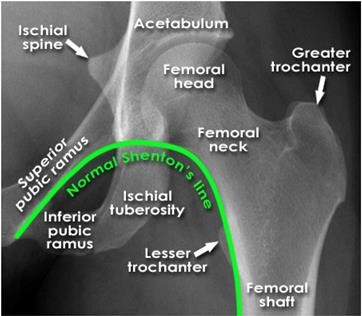 Acetabulum
Ischial
spine
Greater
trochanter
Femoral
head
Femoral
neck
Superior
pubic ramus
Normal Shenton's line
Ischial
tuberosity
Inferior
pubic
ramus
Lesser
trochanter
Femoral
shaft